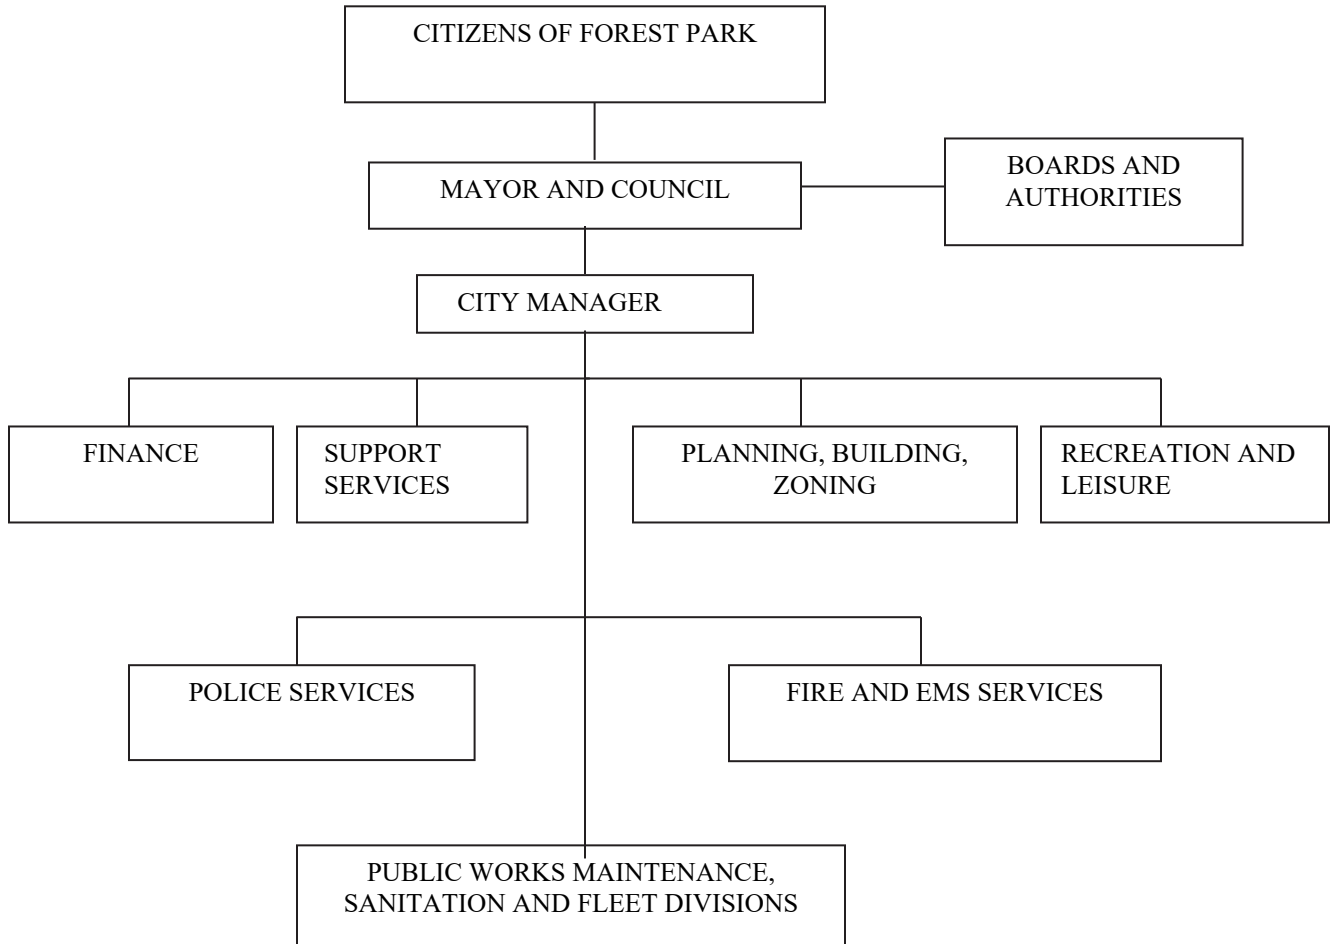 CITIZENS OF FOREST PARK
MAYOR AND COUNCIL
BOARDS AND
AUTHORITIES
CITY MANAGER
FINANCE
SUPPORT
SERVICES
PLANNING, BUILDING,
ZONING
RECREATION AND
LEISURE
POLICE SERVICES
FIRE AND EMS SERVICES
PUBLIC WORKS MAINTENANCE,
SANITATION AND FLEET DIVISIONS